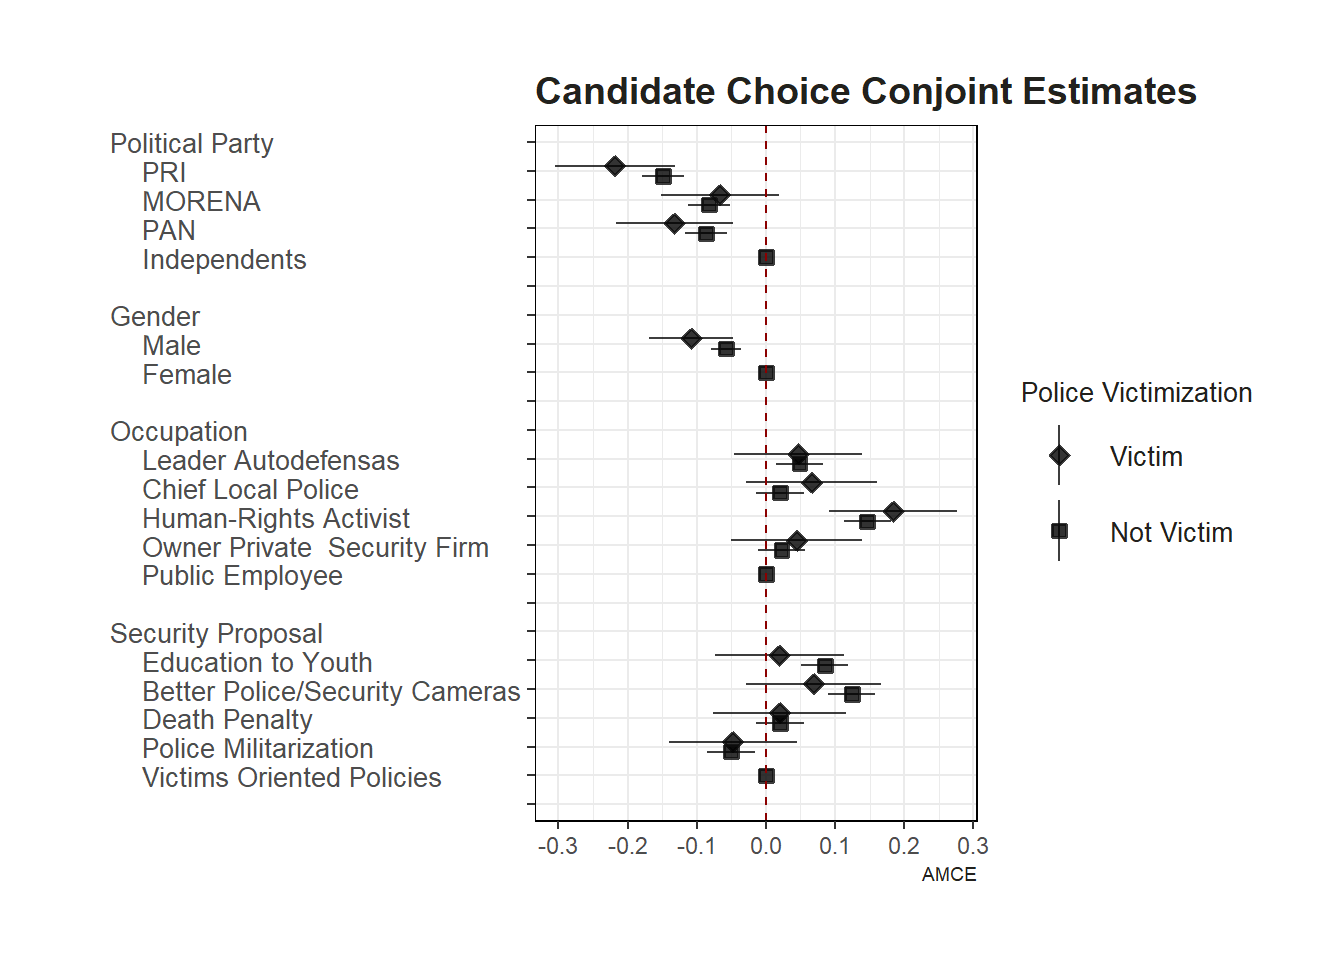 Candidate Choice Conjoint Estimates
Political Party
PRI
MORENA
PAN
Independents
Gender
Male
Female
Occupation
Leader Autodefensas
Chief Local Police
Human-Rights Activist
Owner Private  Security Firm
Public Employee
Security Proposal
Education to Youth
Better Police/Security Cameras
Death Penalty
Police Militarization
Victims Oriented Policies
-0.3 -0.2 -0.1 0.0 0.1 0.2 0.3
AMCE
Police Victimization
Victim
Not Victim